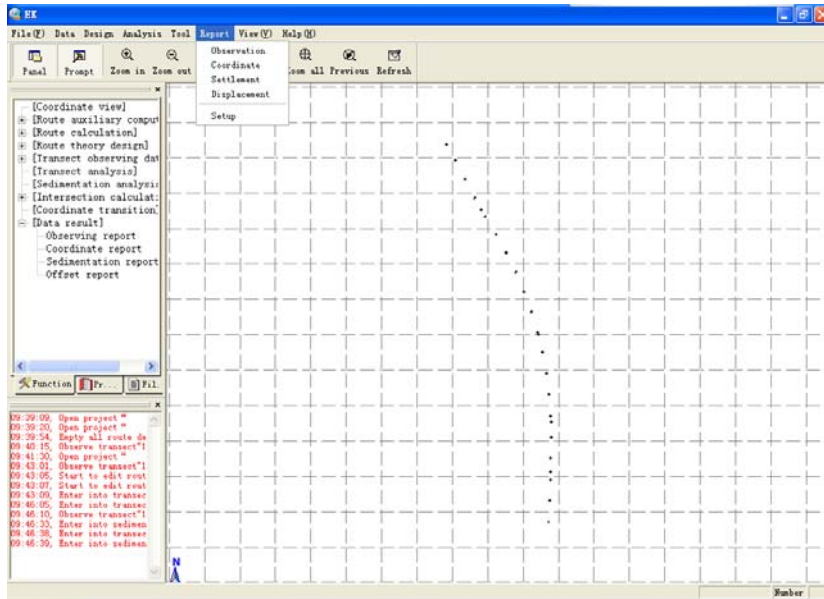 EK
File(F) Data Design Analysis Tool Report View(V) Help(H)
Panel Prompt Zoom in Zoom out Zoom all Previous Refresh
Observation
Coordinate
Settlement
Displacement
Setup
[Coordinate view]
[Route auxiliary comput
[Route calculation]
[Route theory design]
[Transect observing dat
[Transect analysis]
[Sedimentation analysis
[Intersection calculat:
[Coordinate transition]
[Data result]
Observing report
Coordinate report
Sedimentation report
Offset report
Function Pr... Fil.
09:39:09, Open project "
09:39:20, Open project "
09:39:54, Empty all route de
09:40:15, Observe transect"1
09:41:30, Open project "
09:43:01, Observe transect"1
09:43:05, Start to edit rout
09:43:07, Start to edit rout
09:43:09, Enter into transec
09:46:05, Enter into transec
09:46:10, Observe transect"1
09:46:33, Enter into sedimen
09:46:38, Enter into transec
09:46:39, Enter into sedimen
N
Number